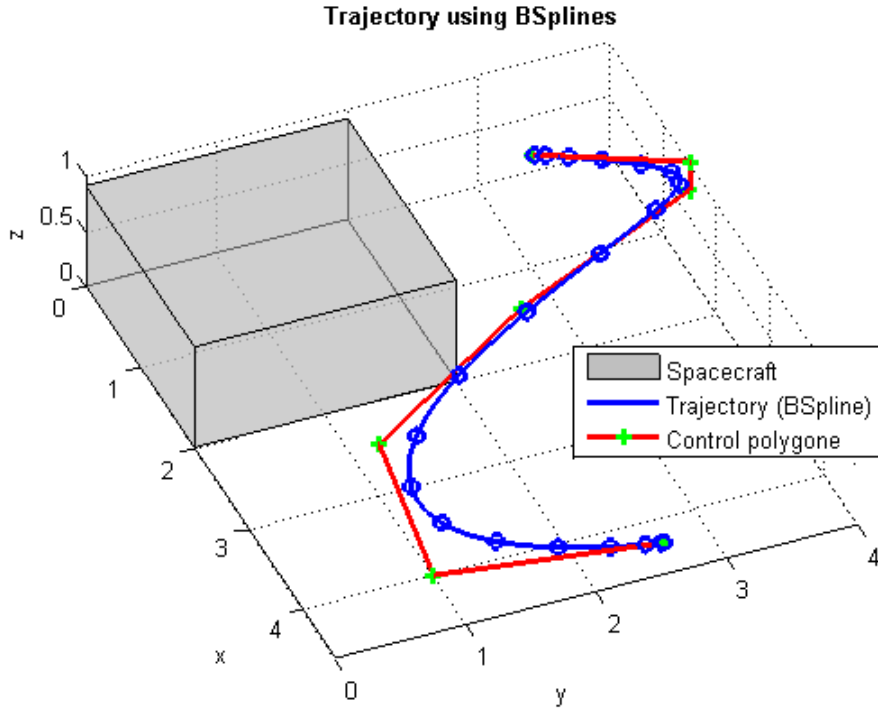 Trajectory using BSplines
1
0.5
0
z
0
1
2
3
4
x
0
1
2
3
4
y
Spacecraft
Trajectory (BSpline)
Control polygone